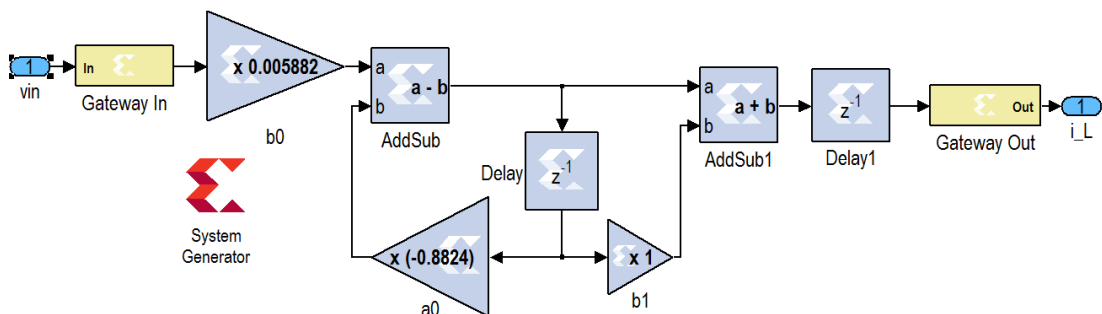 1
vin
In
Gateway In
x 0.005882
b0
a
b
a - b
AddSub
Delay
z-1
x (-0.8824)
a0
x 1
b1
a
b
a + b
AddSub1
z-1
Delay1
Out
Gateway Out
1
i_L
System
Generator